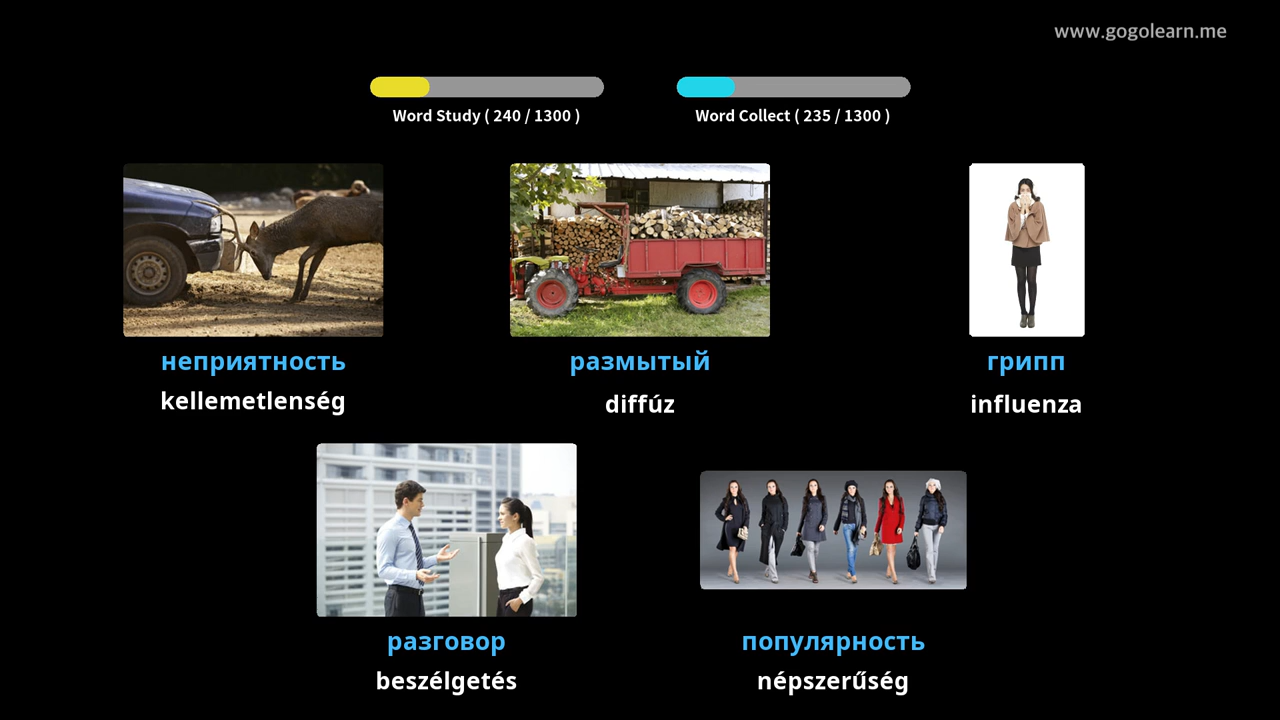 www.gogolearn.me
Word Study ( 240 / 1300 )
Word Collect ( 235 / 1300 )
неприятность
kellemetlenség
размытый
diffúz
грипп
influenza
разговор
beszélgetés
популярность
népszerűség